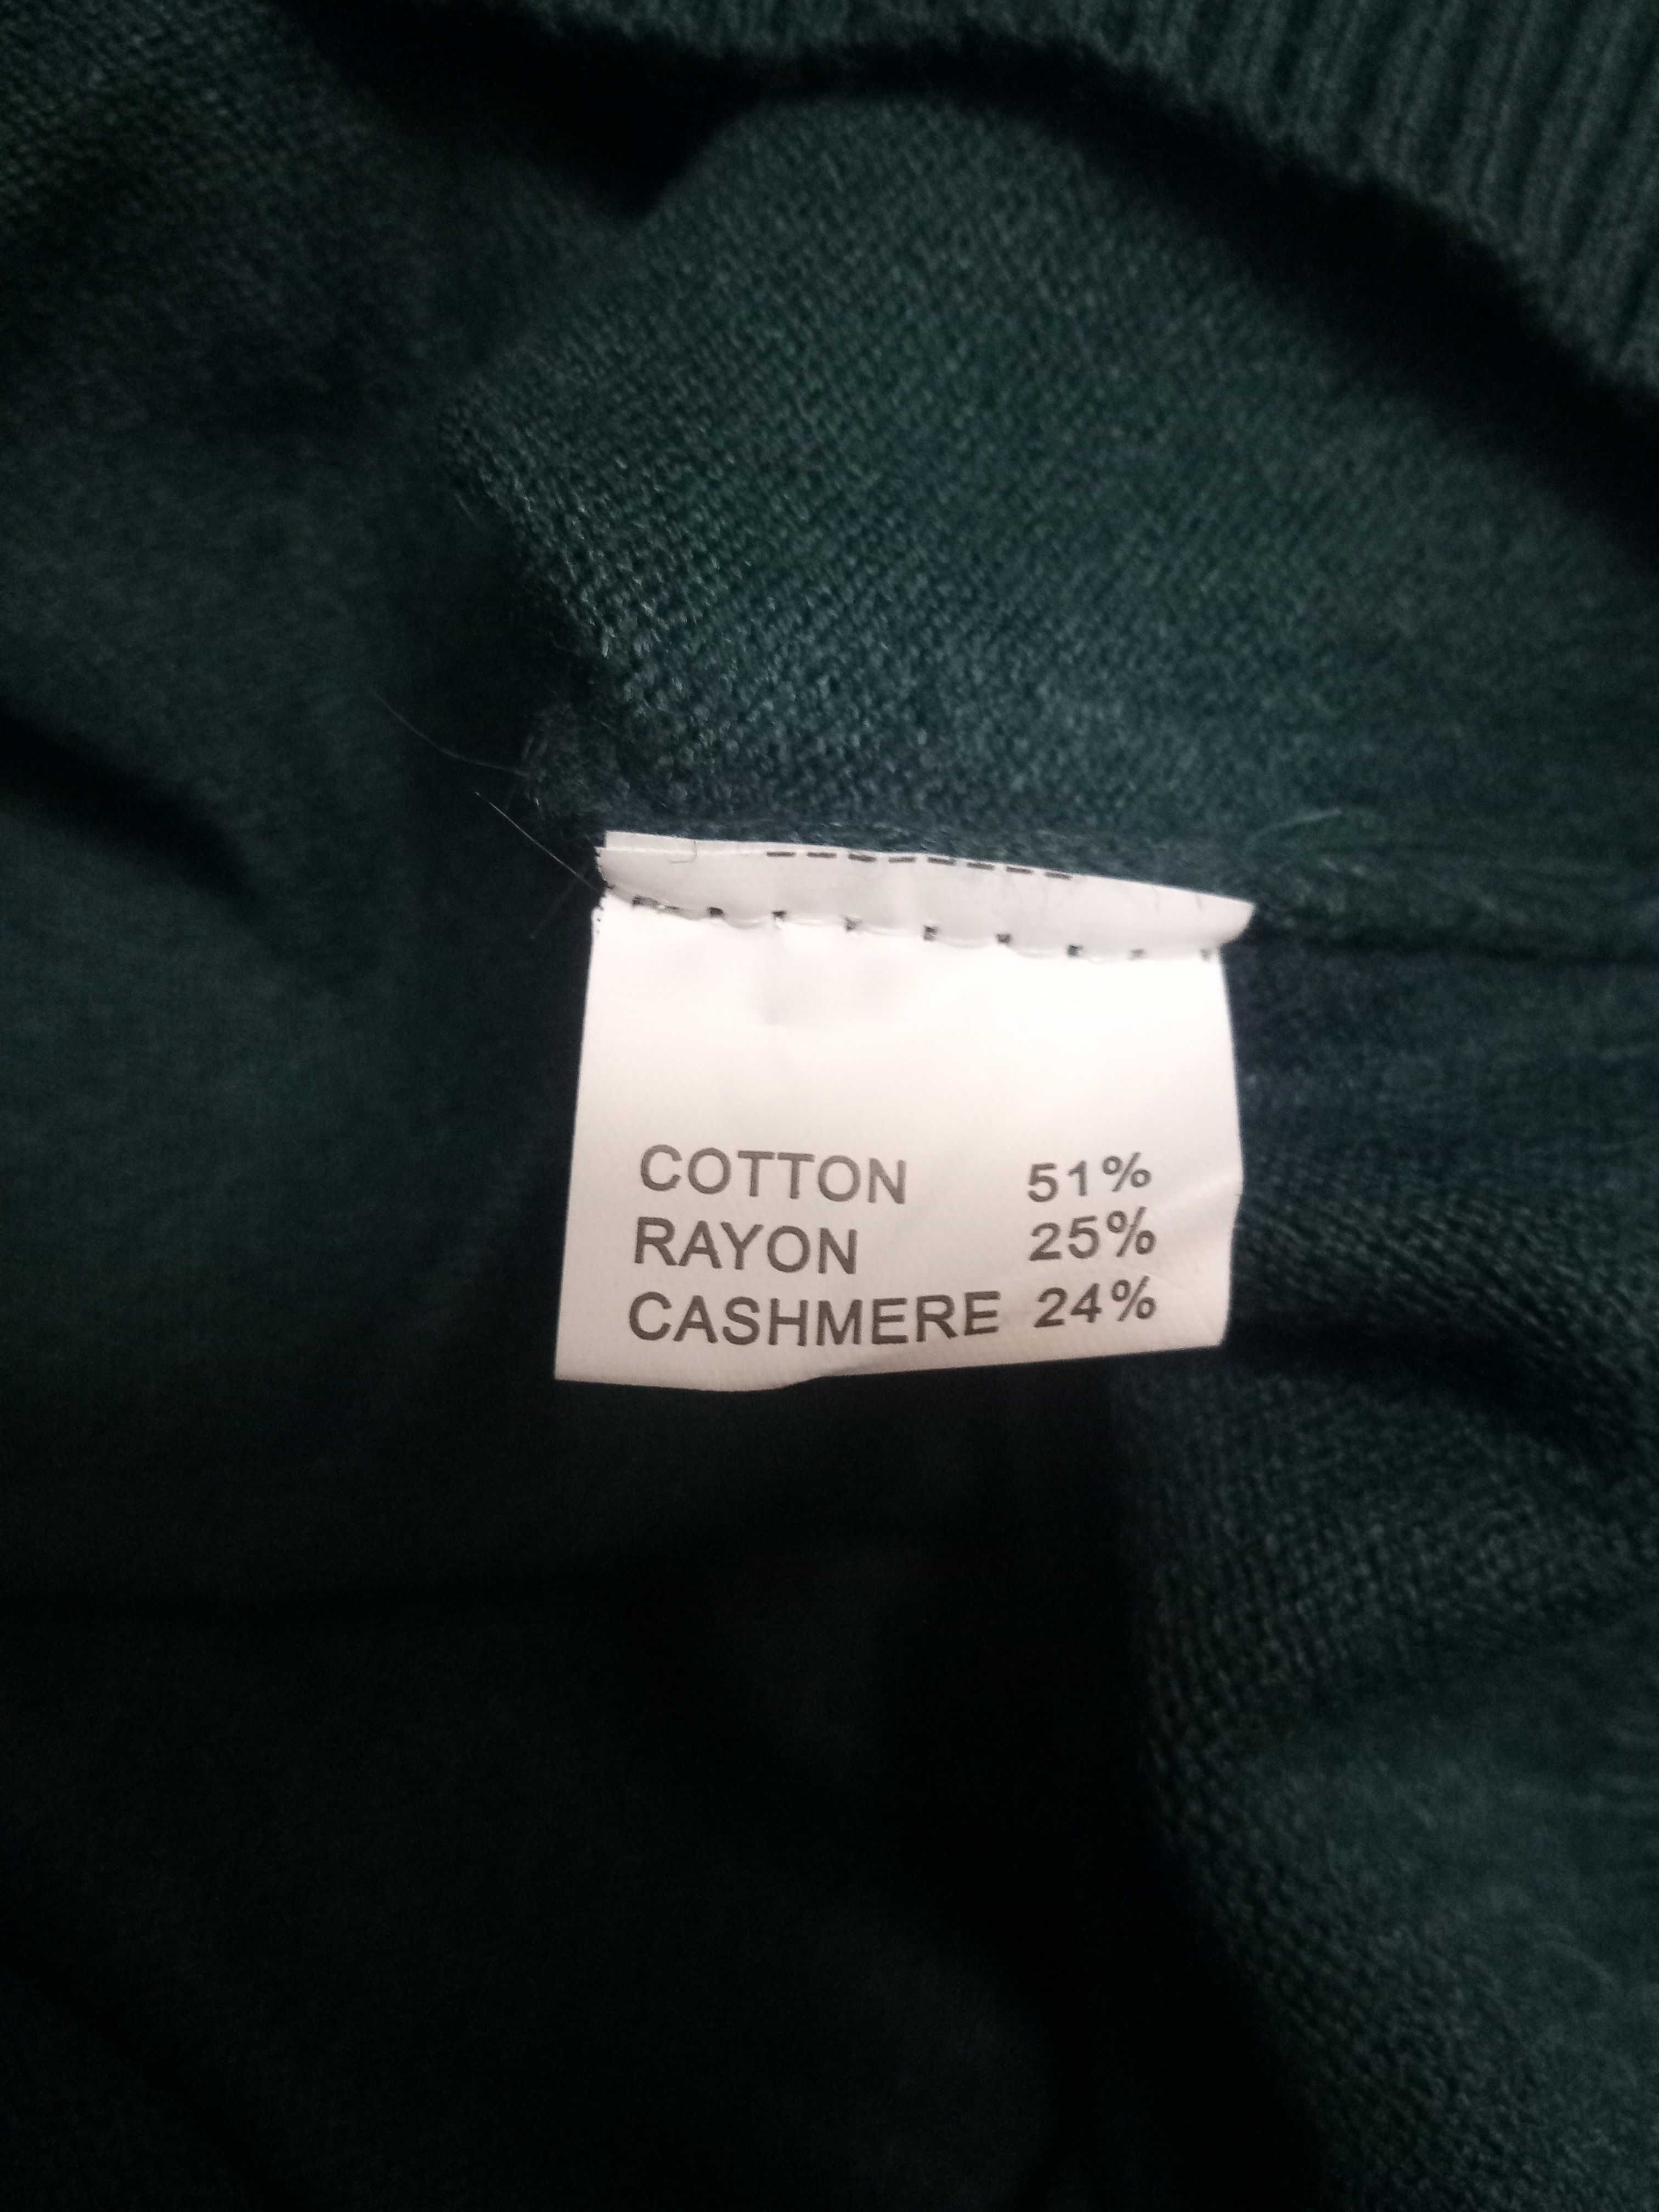 COTTON 51%
RAYON 25%
CASHMERE 24%